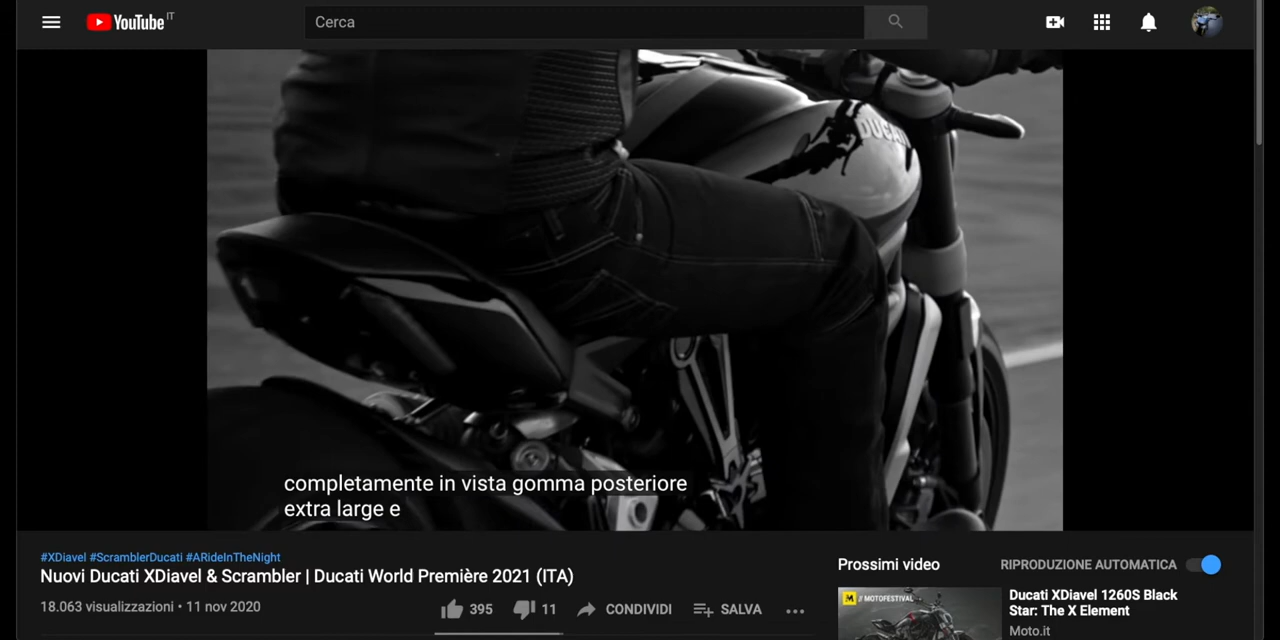 YouTube IT
Cerca
DUCATI
completamente in vista gomma posteriore
extra large e
#XDiavel #ScramblerDucati #ARideInTheNight
Nuovi Ducati XDiavel & Scrambler | Ducati World Première 2021 (ITA)
18.063 visualizzazioni • 11 nov 2020
395
11
CONDIVIDI
SALVA
Prossimi video
RIPRODUZIONE AUTOMATICA
M // MOTOFESTIVAL
Ducati XDiavel 1260S Black
Star: The X Element
Moto.it